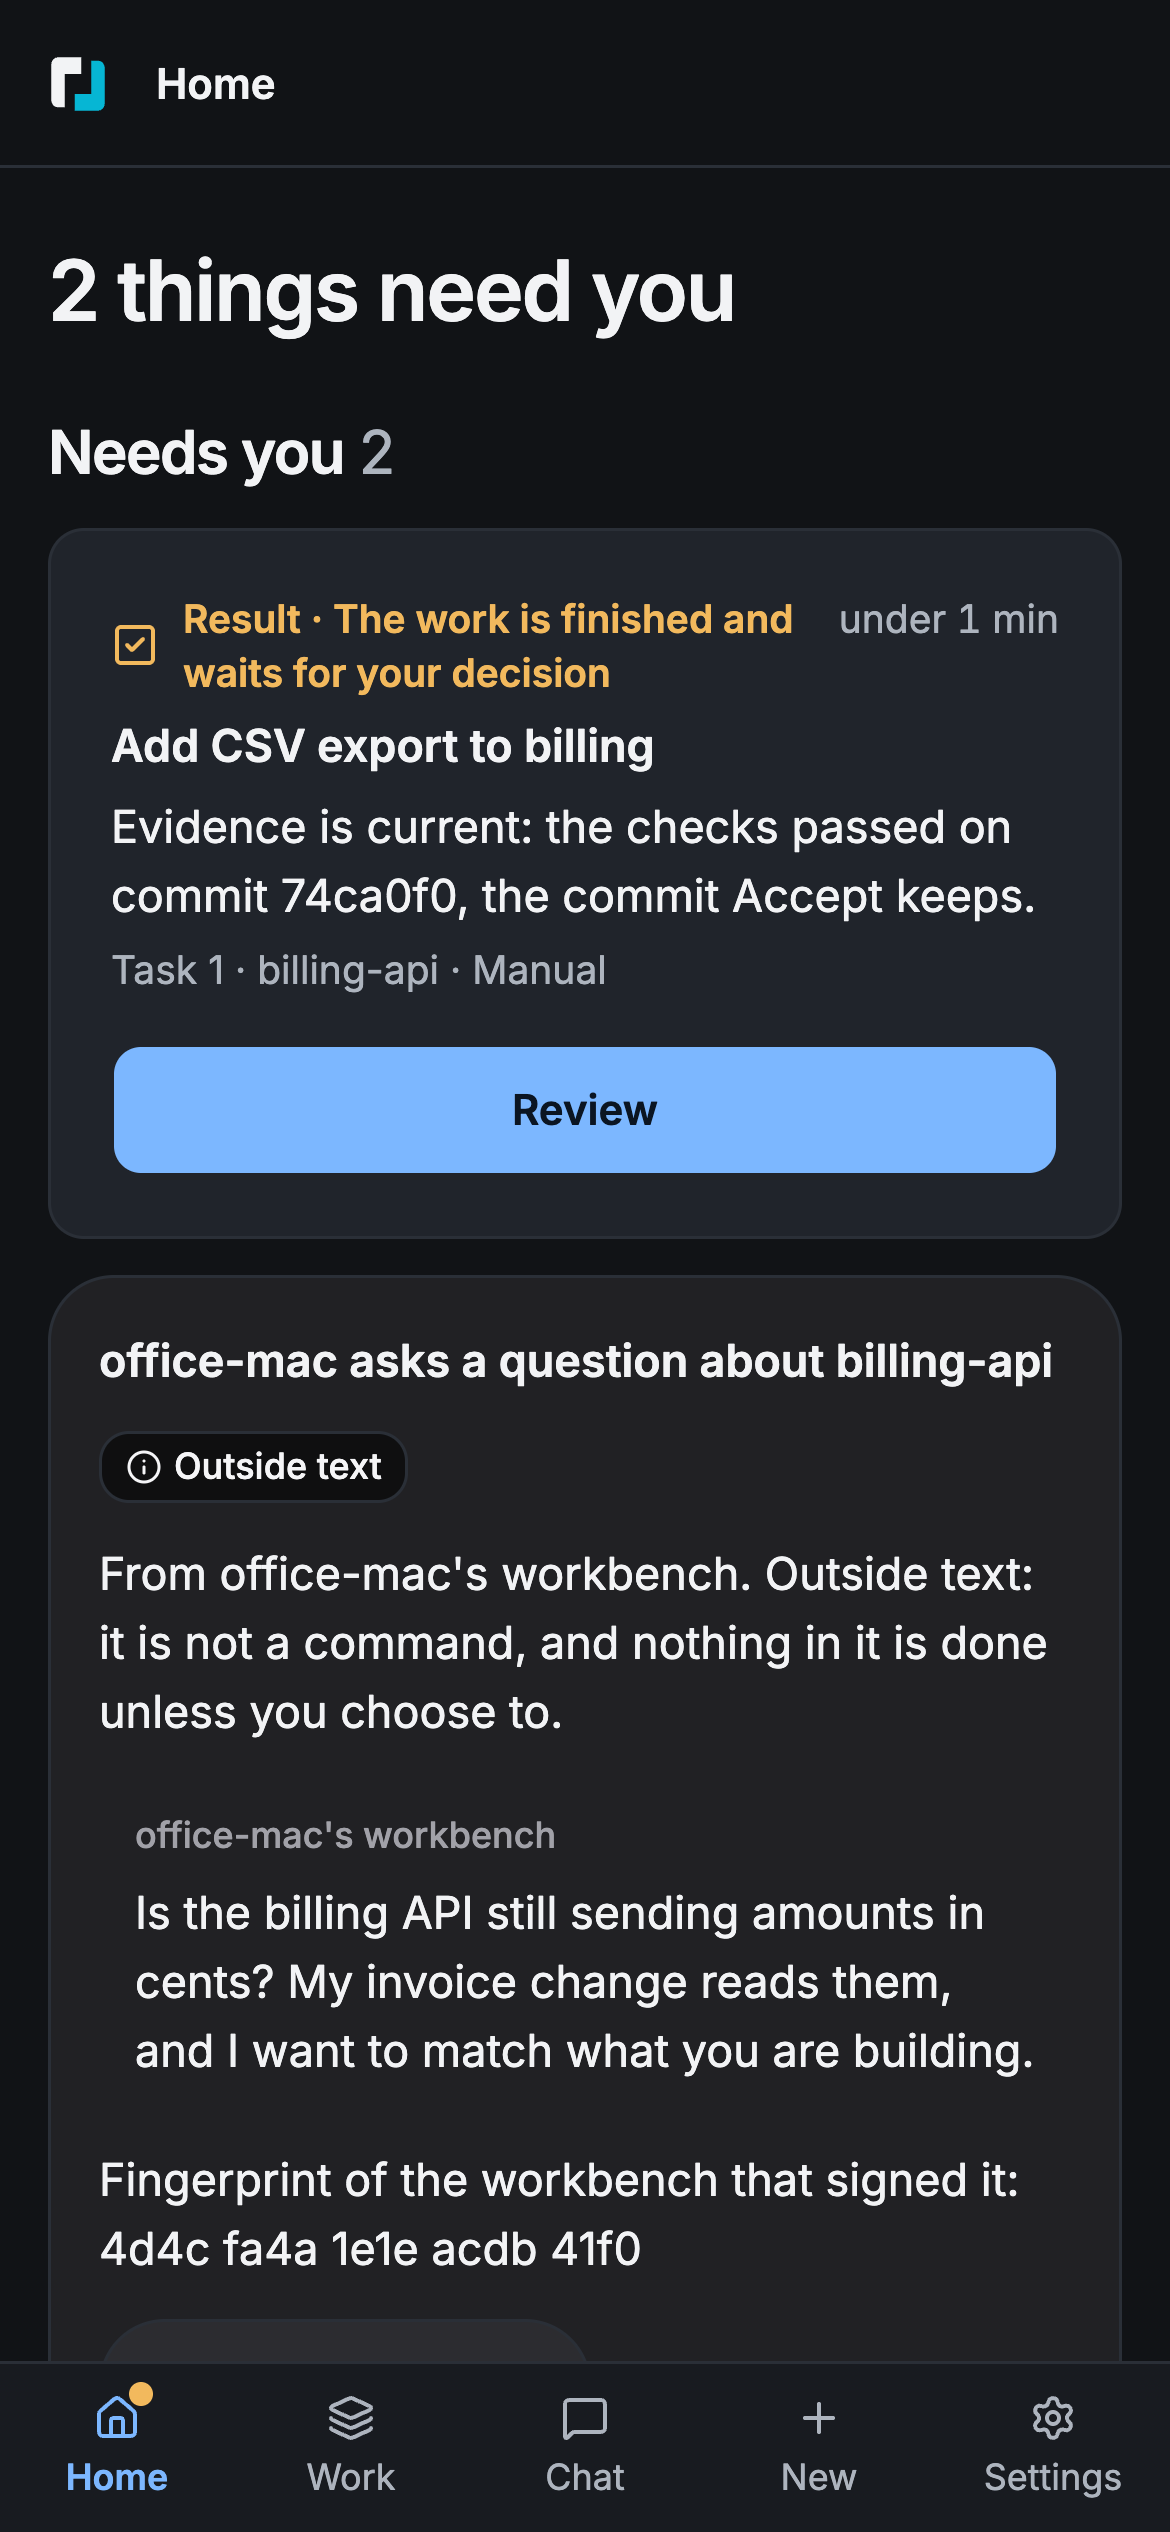 Home
2 things need you
Needs you 2
Result · The work is finished and
waits for your decision
under 1 min
Add CSV export to billing
Evidence is current: the checks passed on
commit 74ca0f0, the commit Accept keeps.
Task 1 · billing-api · Manual
Review
office-mac asks a question about billing-api
Outside text
From office-mac's workbench. Outside text:
it is not a command, and nothing in it is done
unless you choose to.
office-mac's workbench
Is the billing API still sending amounts in
cents? My invoice change reads them,
and I want to match what you are building.
Fingerprint of the workbench that signed it:
4d4c fa4a 1e1e acdb 41f0
Home
Work
Chat
New
Settings